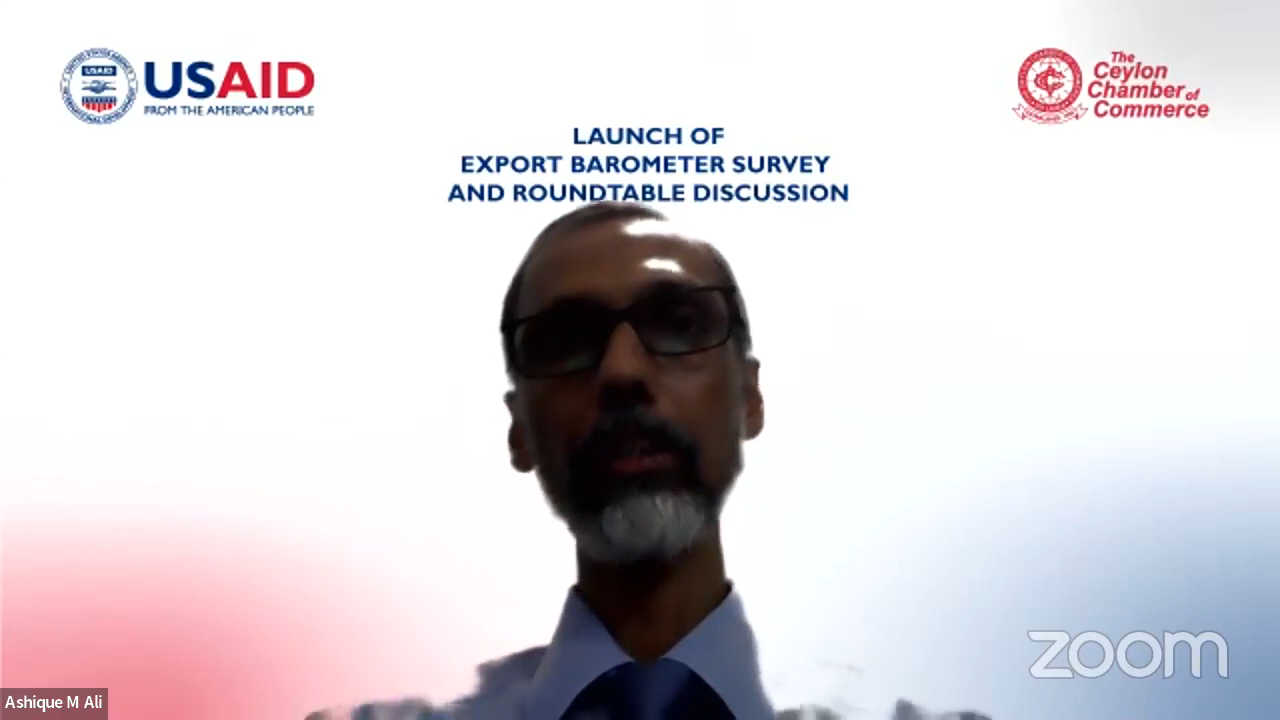 USAID
USAID
FROM THE AMERICAN PEOPLE
The
Ceylon
Chamber of
Commerce
LAUNCH OF
EXPORT BAROMETER SURVEY
AND ROUNDTABLE DISCUSSION
zoom
Ashique M Ali